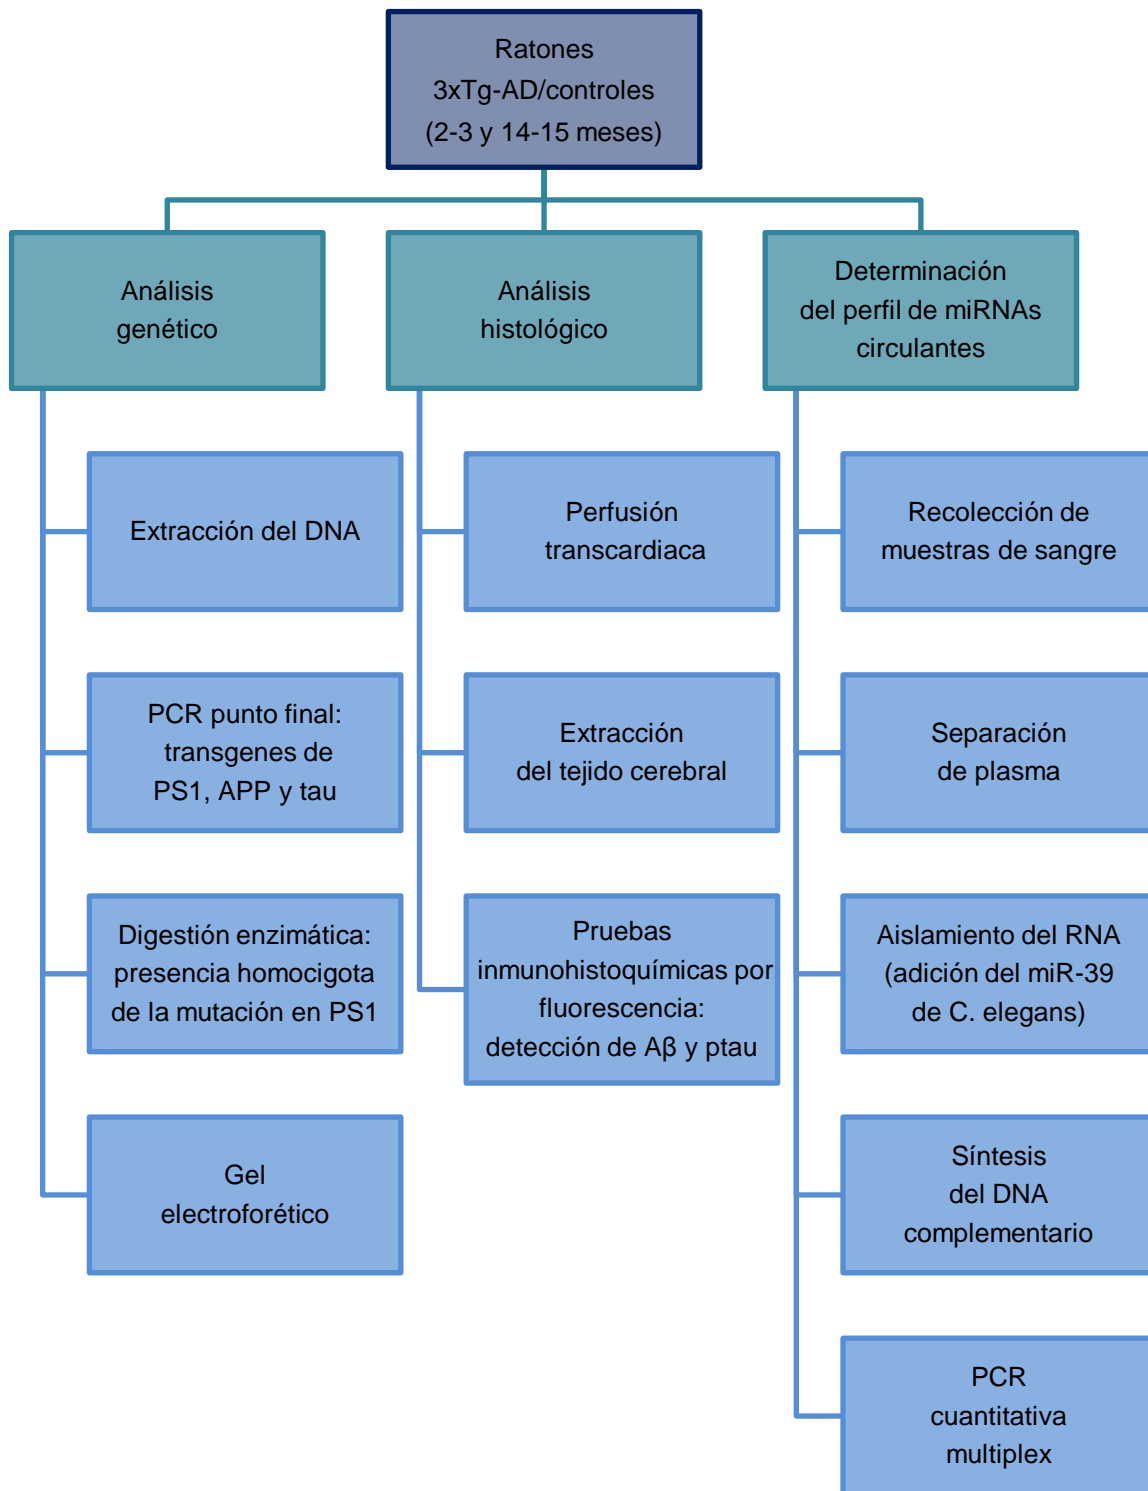 Ratones
3xTg-AD/controles
(2-3 y 14-15 meses)
Análisis
genético
Análisis
histológico
Determinación
del perfil de miRNAs
circulantes
Extracción del DNA
PCR punto final:
transgenes de
PS1, APP y tau
Digestión enzimática:
presencia homocigota
de la mutación en PS1
Gel
electroforético
Perfusión
transcardiaca
Extracción
del tejido cerebral
Pruebas
inmunohistoquímicas por
fluorescencia:
detección de Aβ y ptau
Recolección de
muestras de sangre
Separación
de plasma
Aislamiento del RNA
(adición del miR-39
de C. elegans)
Síntesis
del DNA
complementario
PCR
cuantitativa
multiplex